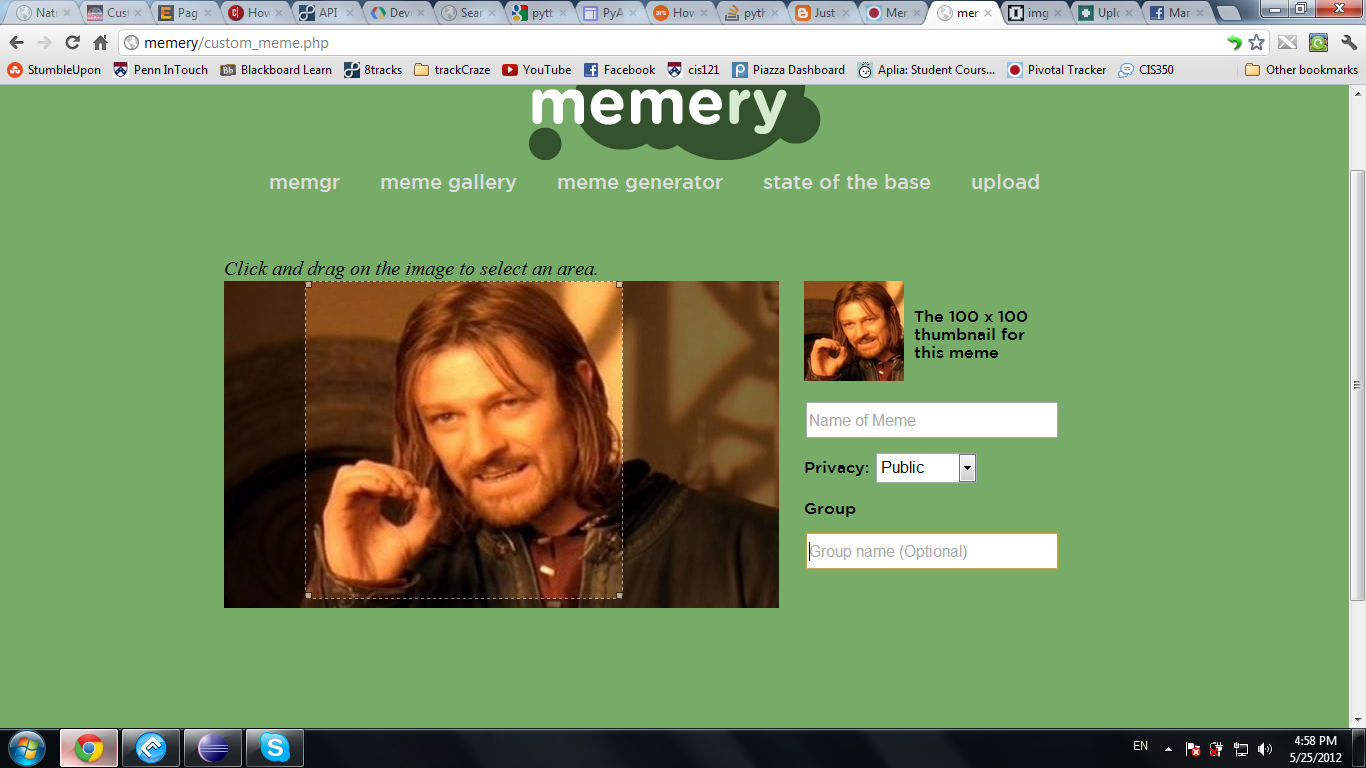 Nat
Cust
Pag
How
API
Deve
Sear
pytt
PyA
How
pyth
Just
Mer
mer
img
Uplo
Mar
memery/custom_meme.php
StumbleUpon
Penn InTouch
Blackboard Learn
8tracks
trackCraze
YouTube
Facebook
cis121
Piazza Dashboard
Aplia: Student Cours...
Pivotal Tracker
CIS350
Other bookmarks
memery
memgr
meme gallery
meme generator
state of the base
upload
Click and drag on the image to select an area.
The 100 x 100
thumbnail for
this meme
Name of Meme
Privacy: Public
Group
Group name (Optional)
EN
4:58 PM
5/25/2012